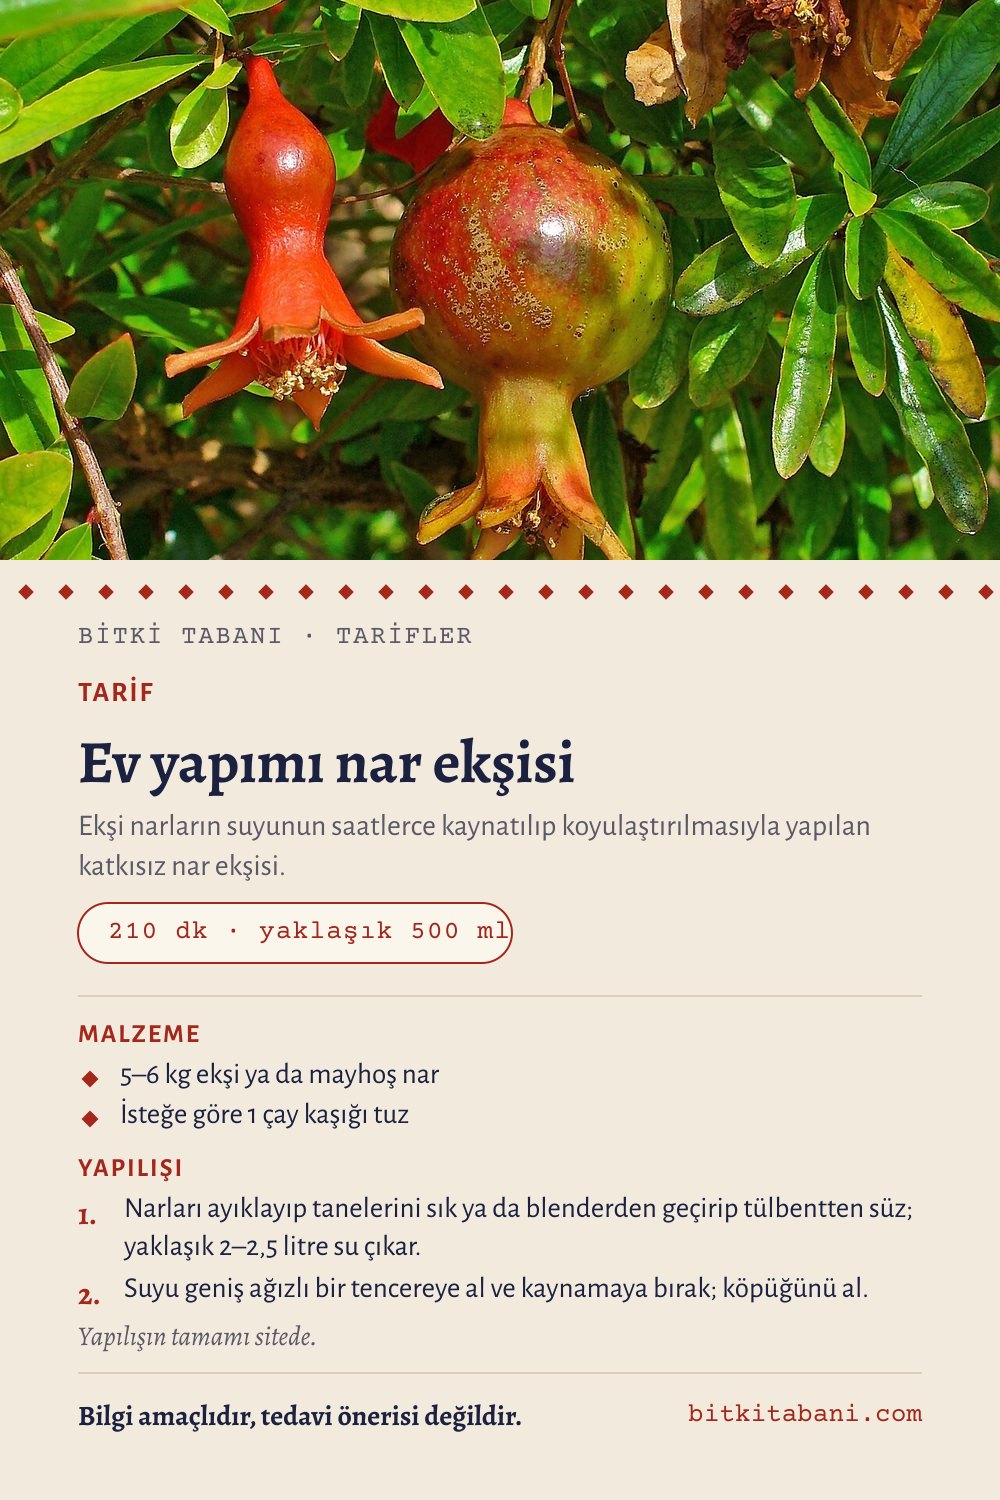 BİTKİ TABANI · TARİFLER
TARİF
Ev yapımı nar ekşisi
Ekşi narların suyunun saatlerce kaynatılıp koyulaştırılmasıyla yapılan
katkısız nar ekşisi.
210 dk · yaklaşık 500 ml
MALZEME
◆ 5–6 kg ekşi ya da mayhoş nar
◆ İsteğe göre 1 çay kaşığı tuz
YAPILIŞI
1. Narları ayıklayıp tanelerini sık ya da blenderden geçirip tülbentten süz;
yaklaşık 2–2,5 litre su çıkar.
2. Suyu geniş ağızlı bir tencereye al ve kaynamaya bırak; köpüğünü al.
Yapılışın tamamı sitede.
Bilgi amaçlıdır, tedavi önerisi değildir.
bitkitabani.com